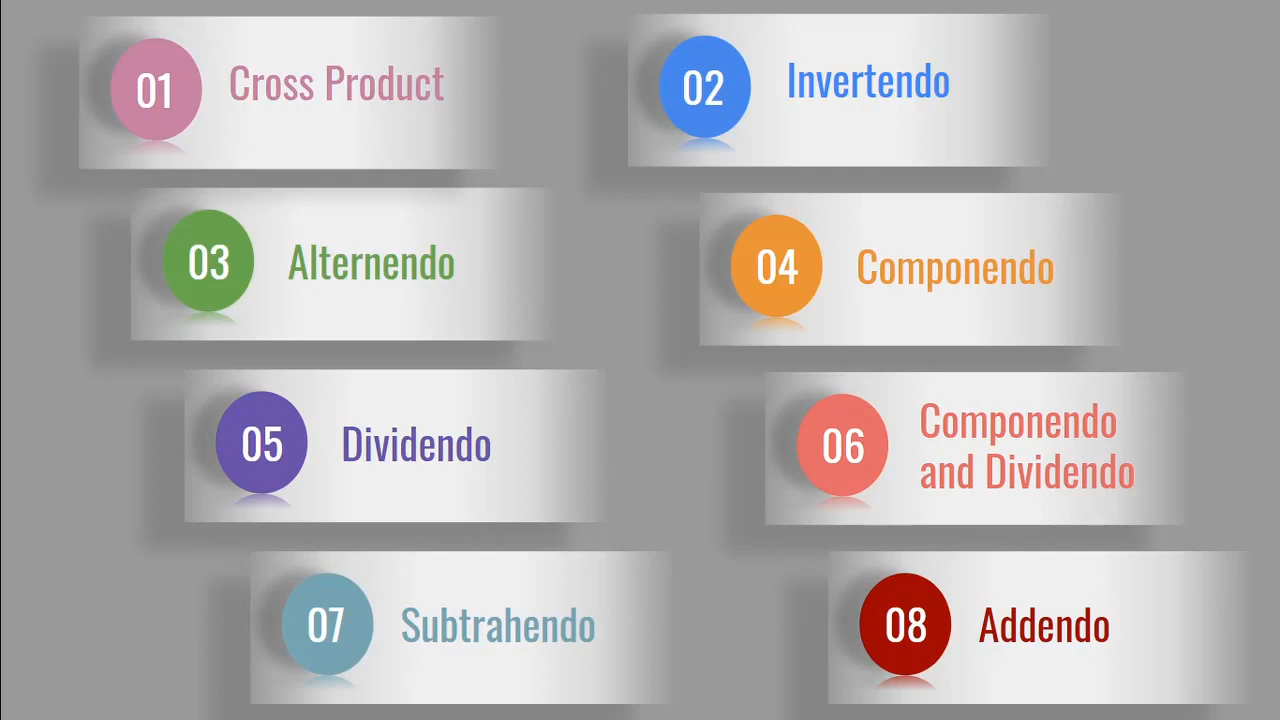 01 Cross Product
02 Invertendo
03 Alternendo
04 Componendo
05 Dividendo
06 Componendo
and Dividendo
07 Subtrahendo
08 Addendo